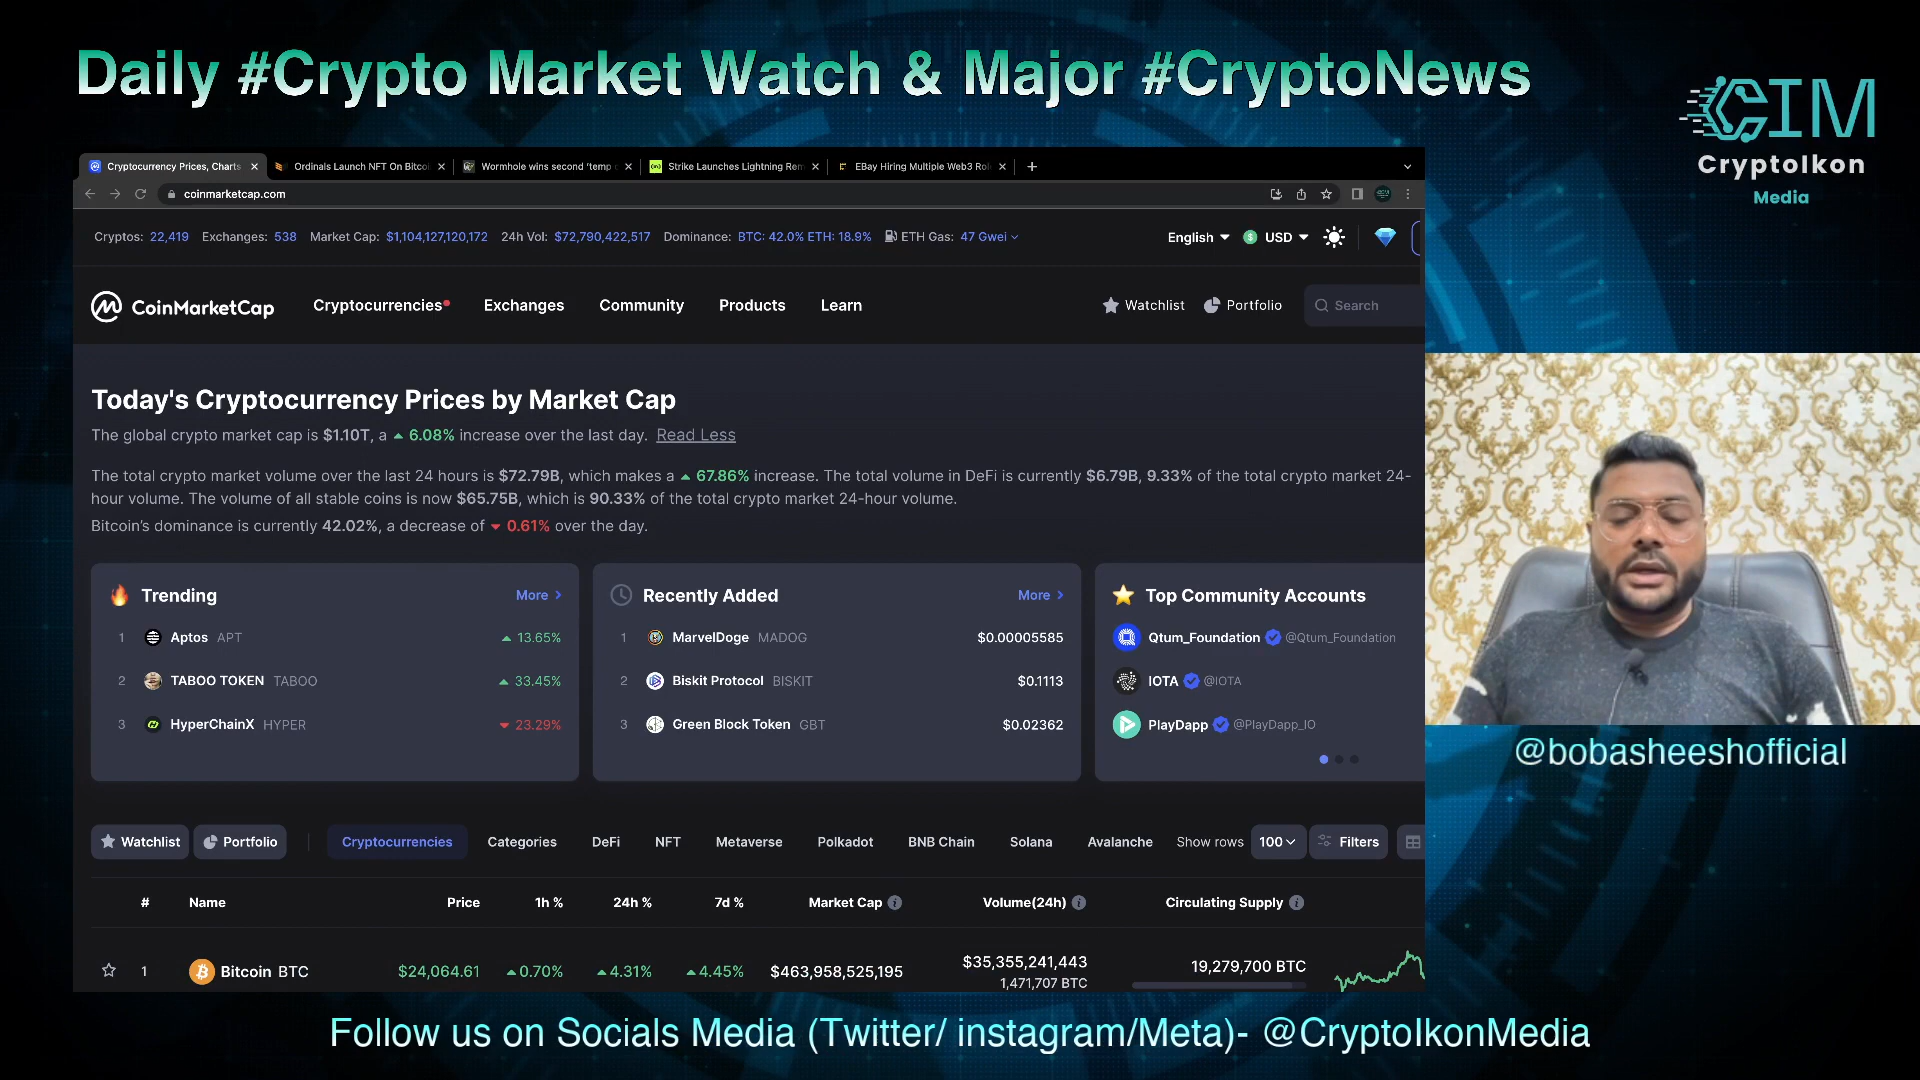 Daily #Crypto Market Watch & Major #CryptoNews
CIM
CryptoIkon
Media
Cryptocurrency Prices, Charts
Ordinals Launch NFT On Bitcoi
Wormhole wins second 'temp
Strike Launches Lightning Rem
EBay Hiring Multiple Web3 Rol
coinmarketcap.com
Cryptos: 22,419 Exchanges: 538 Market Cap: $1,104,127,120,172 24h Vol: $72,790,422,517 Dominance: BTC: 42.0% ETH: 18.9% ETH Gas: 47 Gwei
English USD
CoinMarketCap Cryptocurrencies Exchanges Community Products Learn Watchlist Portfolio Search
Today's Cryptocurrency Prices by Market Cap
The global crypto market cap is $1.10T, a 6.08% increase over the last day. Read Less
The total crypto market volume over the last 24 hours is $72.79B, which makes a 67.86% increase. The total volume in DeFi is currently $6.79B, 9.33% of the total crypto market 24-
hour volume. The volume of all stable coins is now $65.75B, which is 90.33% of the total crypto market 24-hour volume.
Bitcoin's dominance is currently 42.02%, a decrease of 0.61% over the day.
Trending More
1 Aptos APT 13.65%
2 TABOO TOKEN TABOO 33.45%
3 HyperChainX HYPER 23.29%
Recently Added More
1 MarvelDoge MADOG $0.00005585
2 Biskit Protocol BISKIT $0.1113
3 Green Block Token GBT $0.02362
Top Community Accounts
Qtum_Foundation @Qtum_Foundation
IOTA @IOTA
PlayDapp @PlayDapp_IO
@bobasheeshofficial
Watchlist Portfolio Cryptocurrencies Categories DeFi NFT Metaverse Polkadot BNB Chain Solana Avalanche Show rows 100 Filters
# Name Price 1h % 24h % 7d % Market Cap Volume(24h) Circulating Supply
1 Bitcoin BTC $24,064.61 0.70% 4.31% 4.45% $463,958,525,195 $35,355,241,443 19,279,700 BTC
1,471,707 BTC
Follow us on Socials Media (Twitter/ instagram/Meta)- @CryptoIkonMedia